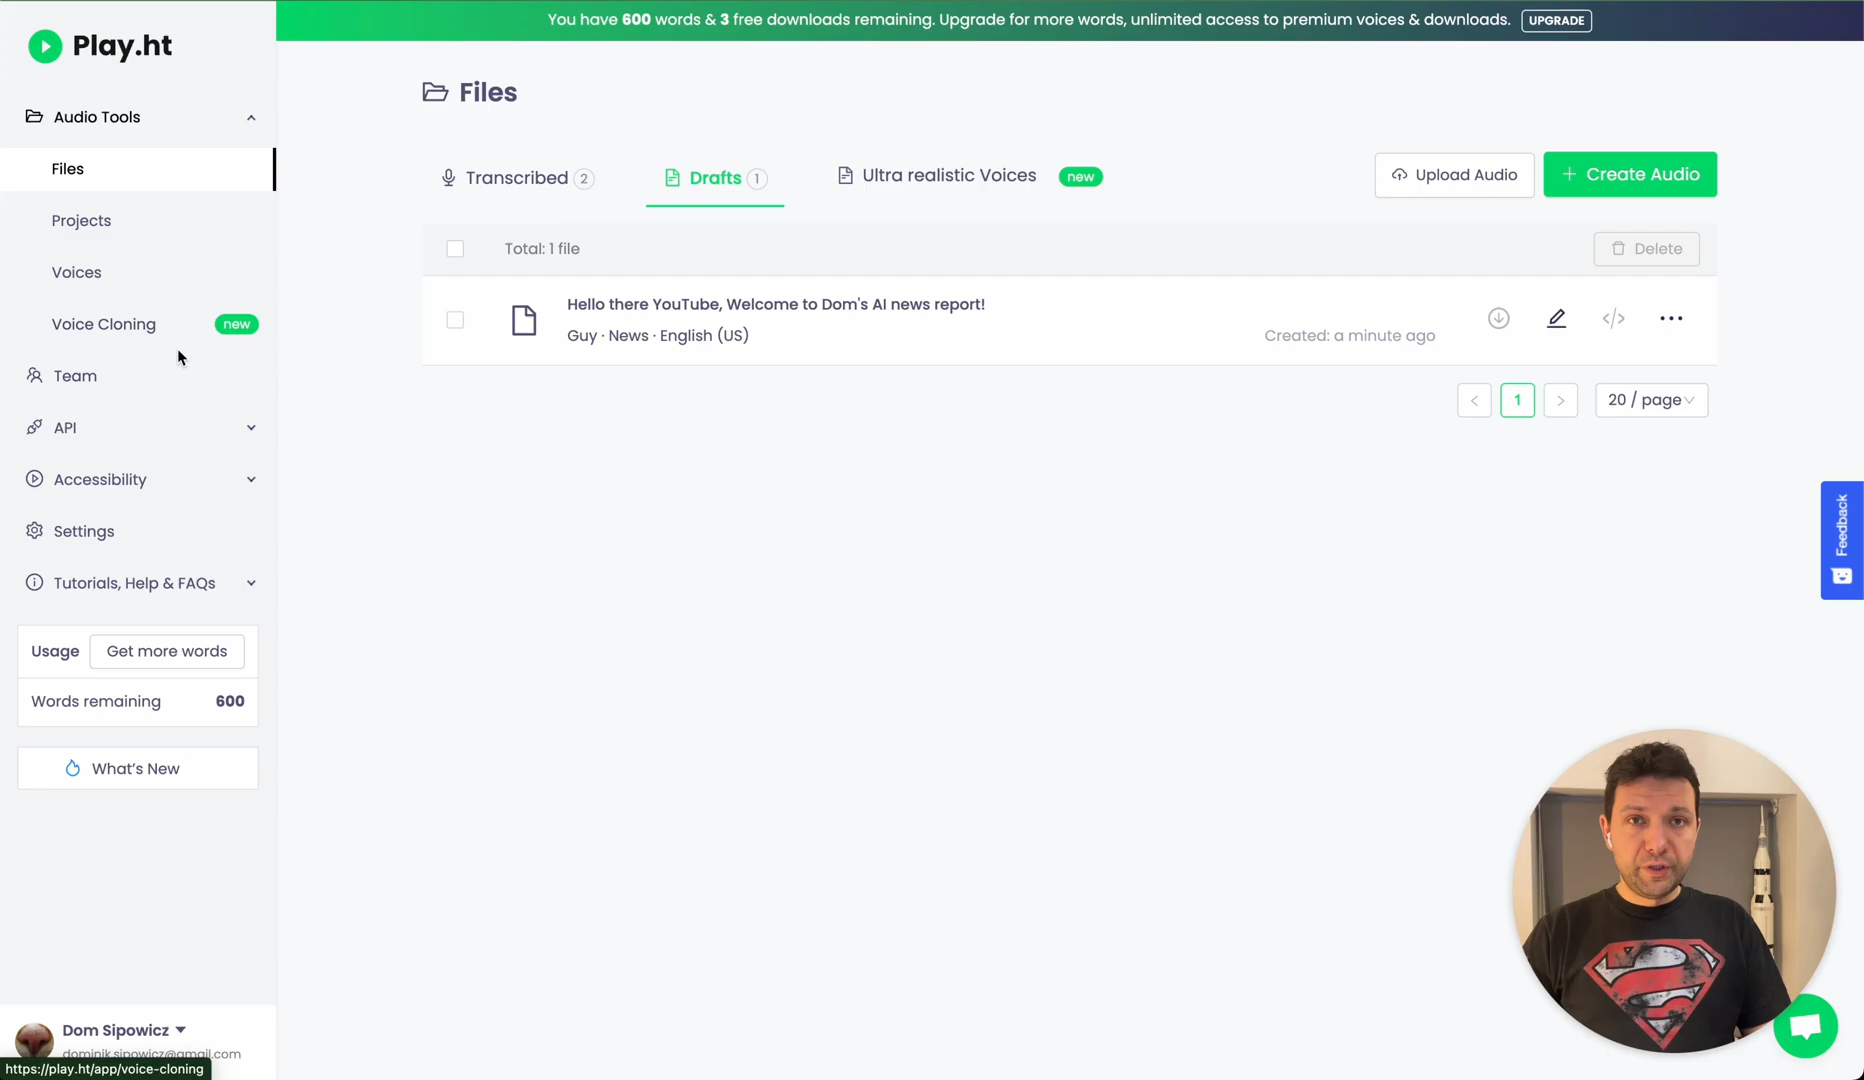 You have 600 words & 3 free downloads remaining. Upgrade for more words, unlimited access to premium voices & downloads. UPGRADE
Play.ht
Audio Tools
Files
Projects
Voices
Voice Cloning new
Team
API
Accessibility
Settings
Tutorials, Help & FAQs
Usage Get more words
Words remaining 600
What's New
Dom Sipowicz
dominik.sipowicz@gmail.com
https://play.ht/app/voice-cloning
Files
Transcribed 2
Drafts 1
Ultra realistic Voices new
Upload Audio
+ Create Audio
Total: 1 file
Delete
Hello there YouTube, Welcome to Dom's AI news report!
Guy · News · English (US)
Created: a minute ago
</>
< 1 > 20 / page
Feedback